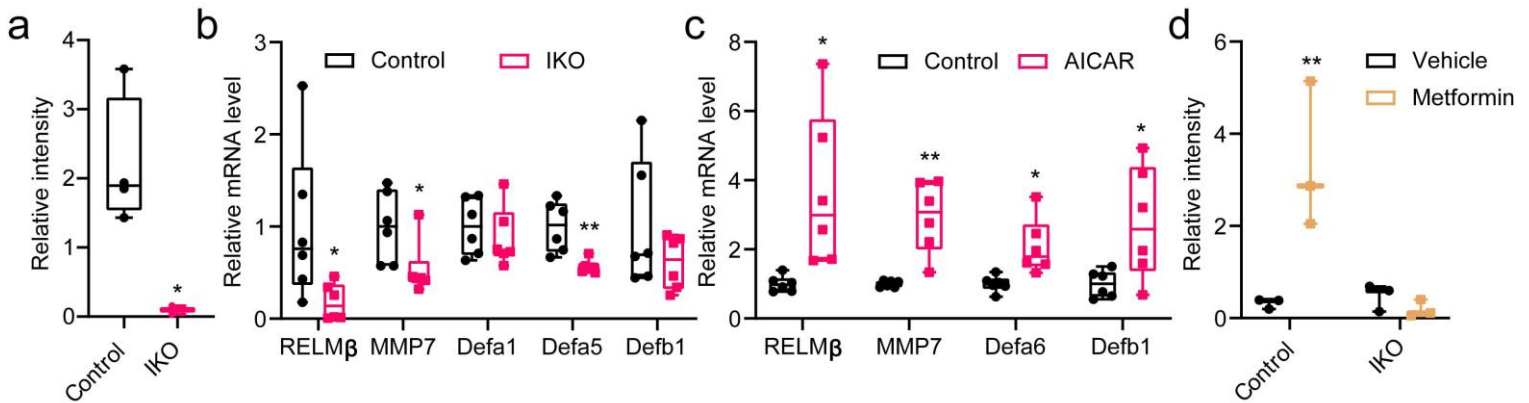 a
Relative intensity
4
3
2
1
0
Control
IKO
*
b
Relative mRNA level
3
2
1
0
Control
IKO
*
*
**
RELMβ
MMP7
Defa1
Defa5
Defb1
c
Relative mRNA level
8
6
4
2
0
Control
AICAR
*
**
*
*
RELMβ
MMP7
Defa6
Defb1
d
Relative intensity
6
4
2
0
**
Vehicle
Metformin
Control
IKO